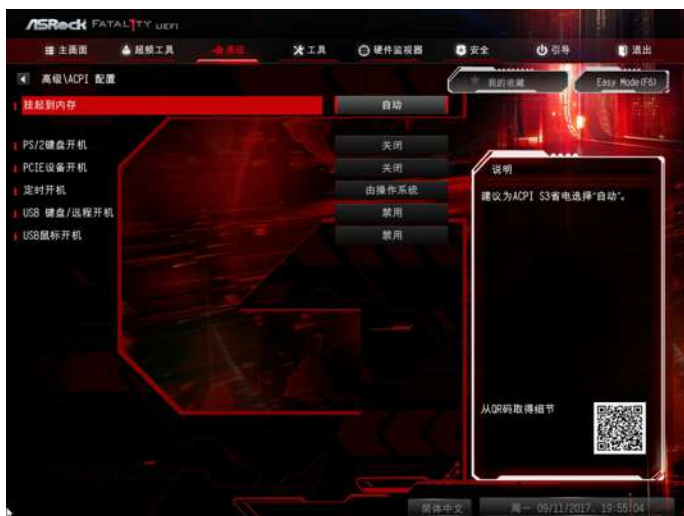 ASRock FATAL1TY UEFI
主画面 超频工具 高级 工具 硬件监视器 安全 引导 退出
高级\ACPI 配置 我的收藏 Easy Mode(F6)
挂起到内存 自动
PS/2键盘开机 关闭
PCIE设备开机 关闭
定时开机 由操作系统
USB 键盘/远程开机 禁用
USB鼠标开机 禁用
说明
建议为ACPI S3省电选择“自动”。
从QR码取得细节
简体中文 周一 09/11/2017. 19:55:04